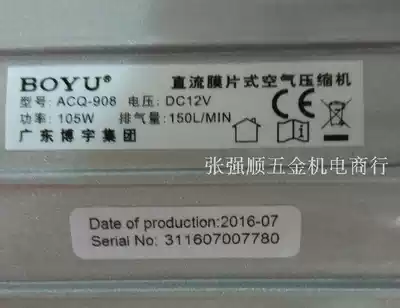 BOYU® 直流膜片式空气压缩机
型号: ACQ-908 电压: DC12V
功率: 105W 排气量: 150L/MIN
广东博宇集团
张强顺五金机电商行
Date of production:2016-07
Serial No: 311607007780